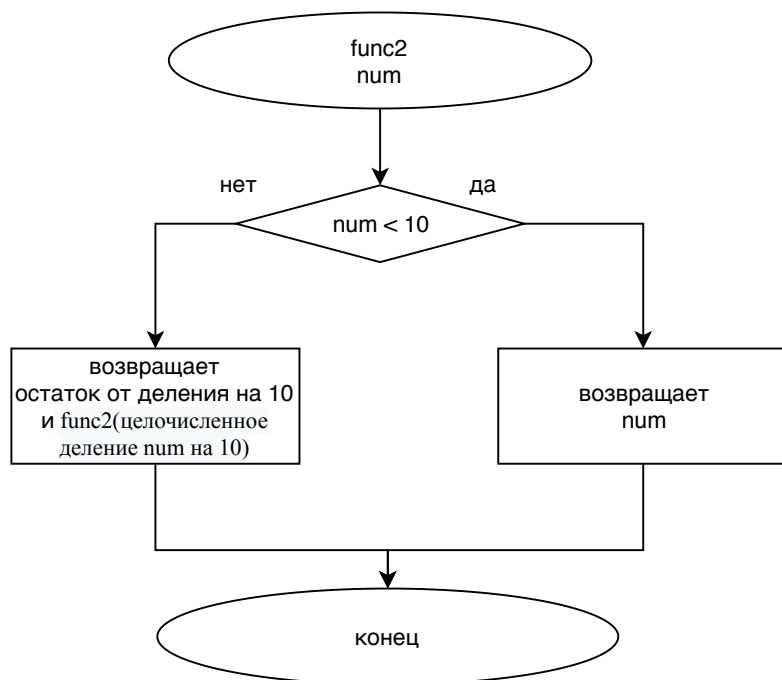 func2
num
нет
да
num < 10
возвращает
остаток от деления на 10
и func2(целочисленное
деление num на 10)
возвращает
num
конец